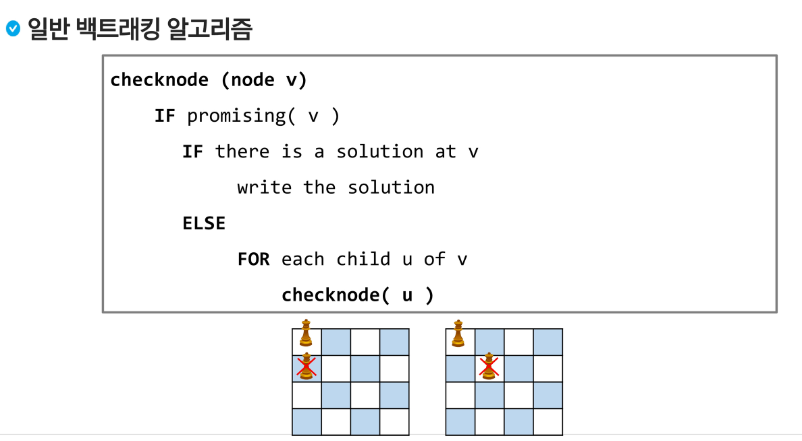 일반 백트래킹 알고리즘
checknode (node v)
IF promising( v )
IF there is a solution at v
write the solution
ELSE
FOR each child u of v
checknode( u )